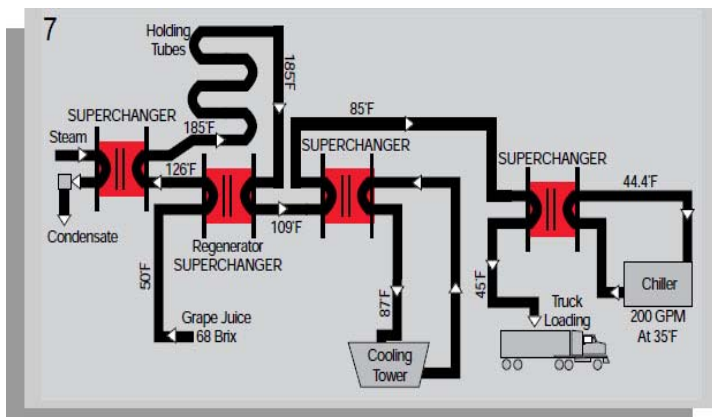 7
Holding
Tubes
185°F
SUPERCHANGER
Steam
185°F
126°F
Condensate
50°F
Regenerator
SUPERCHANGER
Grape Juice
68 Brix
109°F
SUPERCHANGER
85°F
87°F
Cooling
Tower
SUPERCHANGER
44.4°F
45°F
Truck
Loading
Chiller
200 GPM
At 35°F